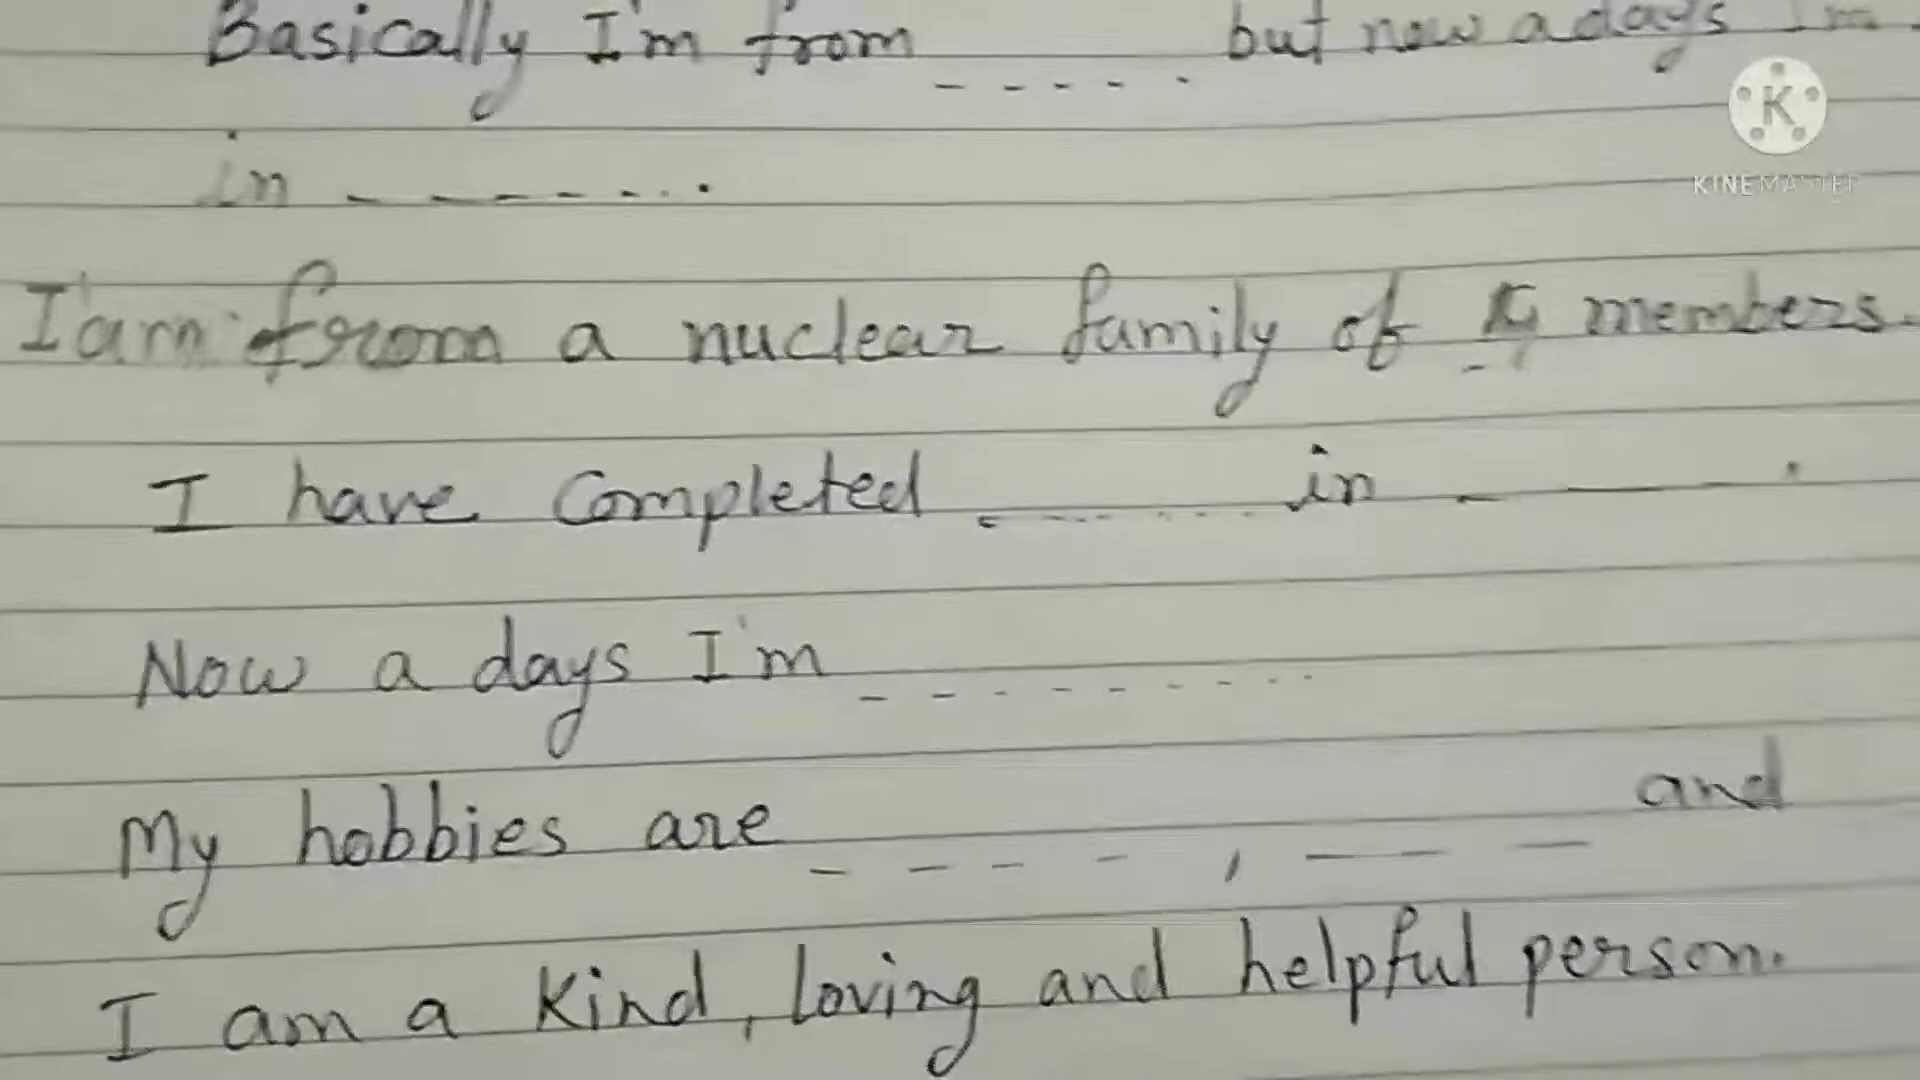 Basically I'm from ----- but now a days I'm
in -------.
I'am from a nuclear family of members.
I have completed ------ in ----.
Now a days I'm ---------
My hobbies are ----, --- and
I am a kind, loving and helpful person.
K
KINEMASTER